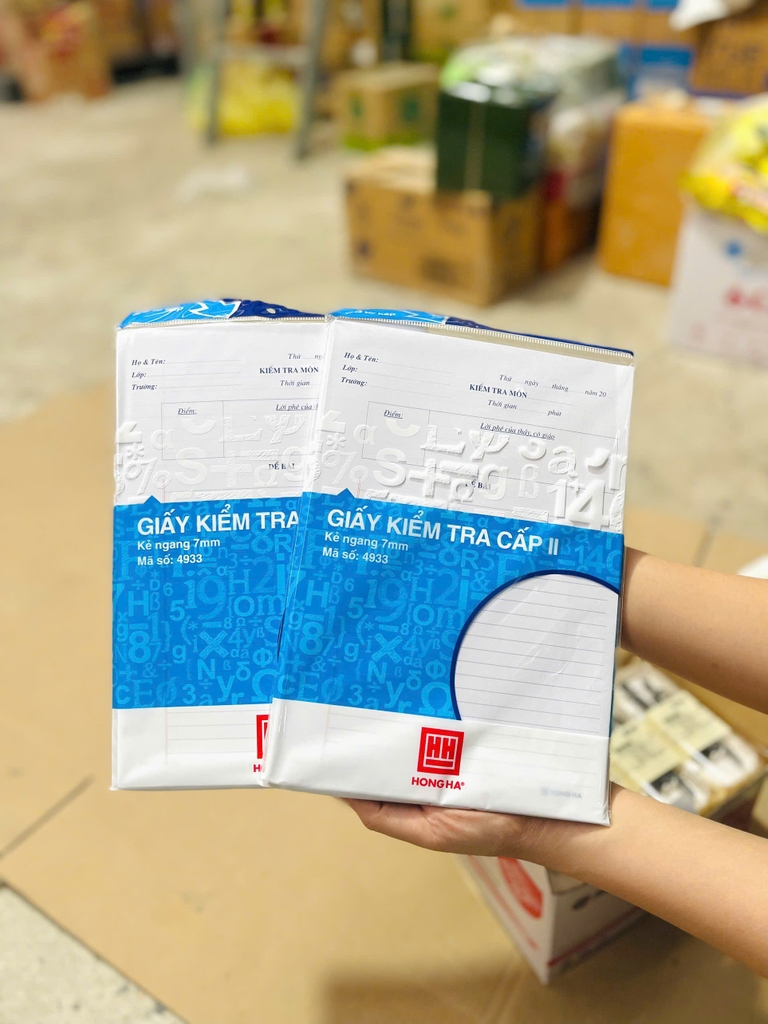 Họ & Tên:
Lớp:
Trường:
Thứ
KIỂM TRA MÔN
Thời gian
Điểm:
Lời phê của
ĐỀ BÀI
GIẤY KIỂM TRA
Kẻ ngang 7mm
Mã số: 4933
Họ & Tên:
Lớp:
Trường:
Thứ ngày tháng năm 20
KIỂM TRA MÔN
Thời gian phút
Điểm:
Lời phê của thầy, cô giáo
GIẤY KIỂM TRA CẤP II
Kẻ ngang 7mm
Mã số: 4933
HH
HONG HA®
HONG HA